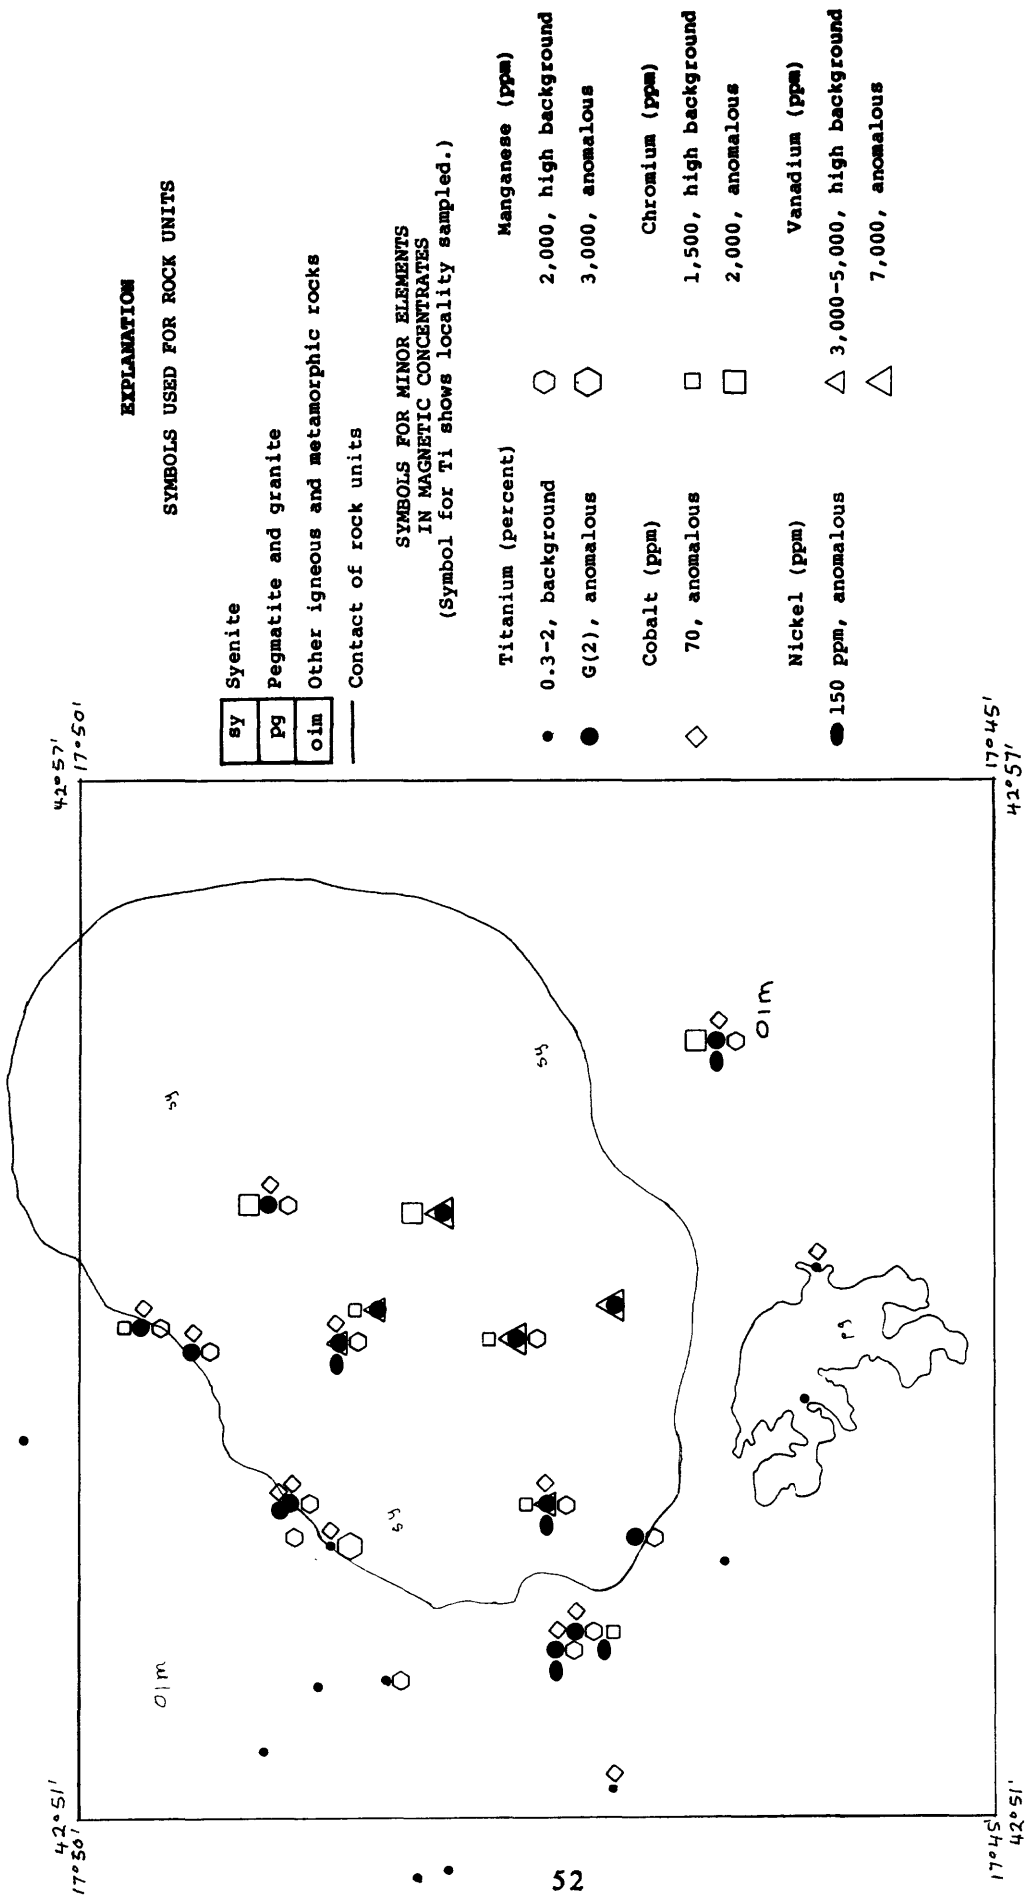 42°51'
17°50'
42°57'
17°50'
17°45'
42°51'
17°45'
42°57'
sy
sy
sy
oim
oim
pg
EXPLANATION
SYMBOLS USED FOR ROCK UNITS
sy Syenite
pg Pegmatite and granite
oim Other igneous and metamorphic rocks
Contact of rock units
SYMBOLS FOR MINOR ELEMENTS
IN MAGNETIC CONCENTRATES
(Symbol for Ti shows locality sampled.)
Titanium (percent)
0.3-2, background
G(2), anomalous
Cobalt (ppm)
70, anomalous
Nickel (ppm)
150 ppm, anomalous
Manganese (ppm)
2,000, high background
3,000, anomalous
Chromium (ppm)
1,500, high background
2,000, anomalous
Vanadium (ppm)
3,000-5,000, high background
7,000, anomalous
52